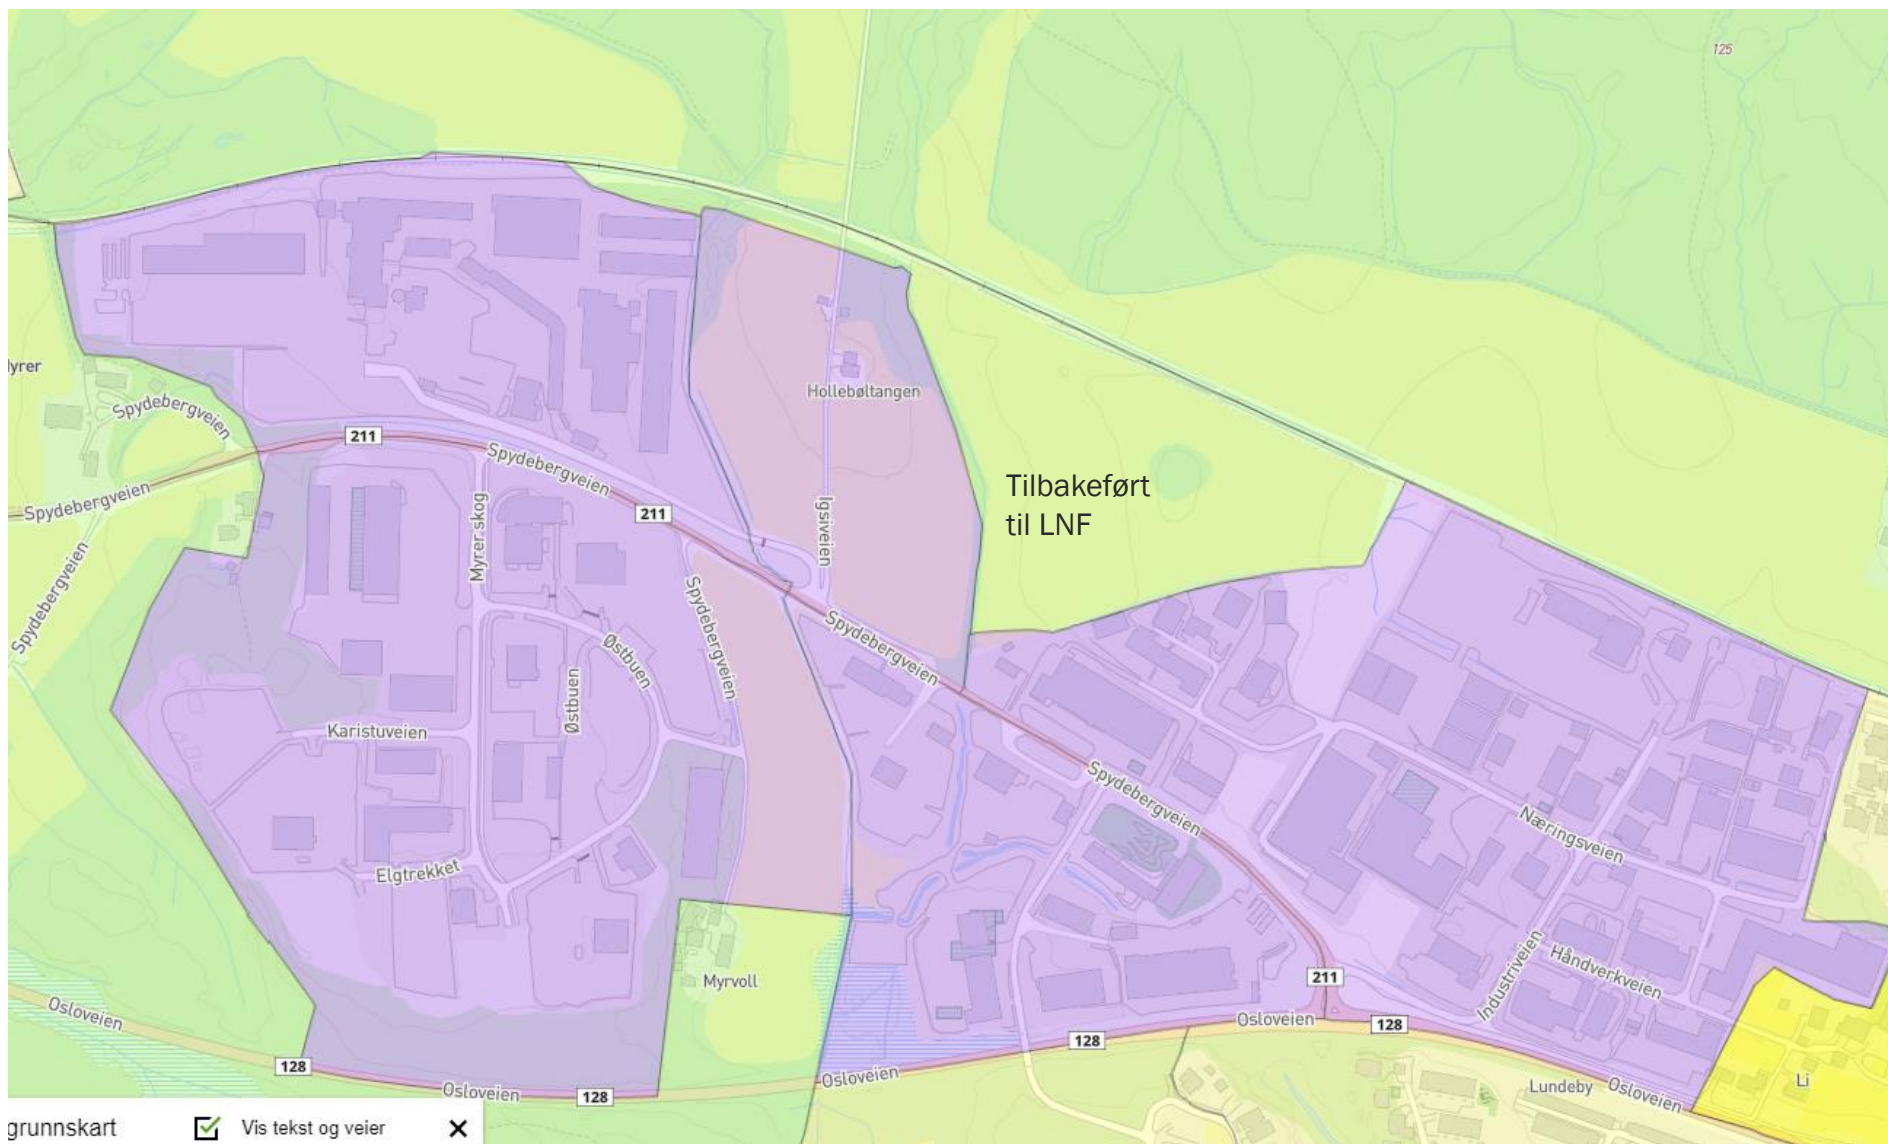 125
Spydebergveien
211
Spydebergveien
Spydebergveien
Spydebergveien
211
Myrer skog
Hollebøltangen
Igsiveien
Tilbakeført
til LNF
Spydebergveien
Spydebergveien
Østbuen
Østbuen
Karistuveien
Elgtrekket
Myrvoll
Spydebergveien
Næringsveien
Håndverkveien
Industriveien
211
Osloveien
128
Osloveien
128
Osloveien
128
Osloveien
128
Lundeby
Osloveien
Li
grunnskart
Vis tekst og veier